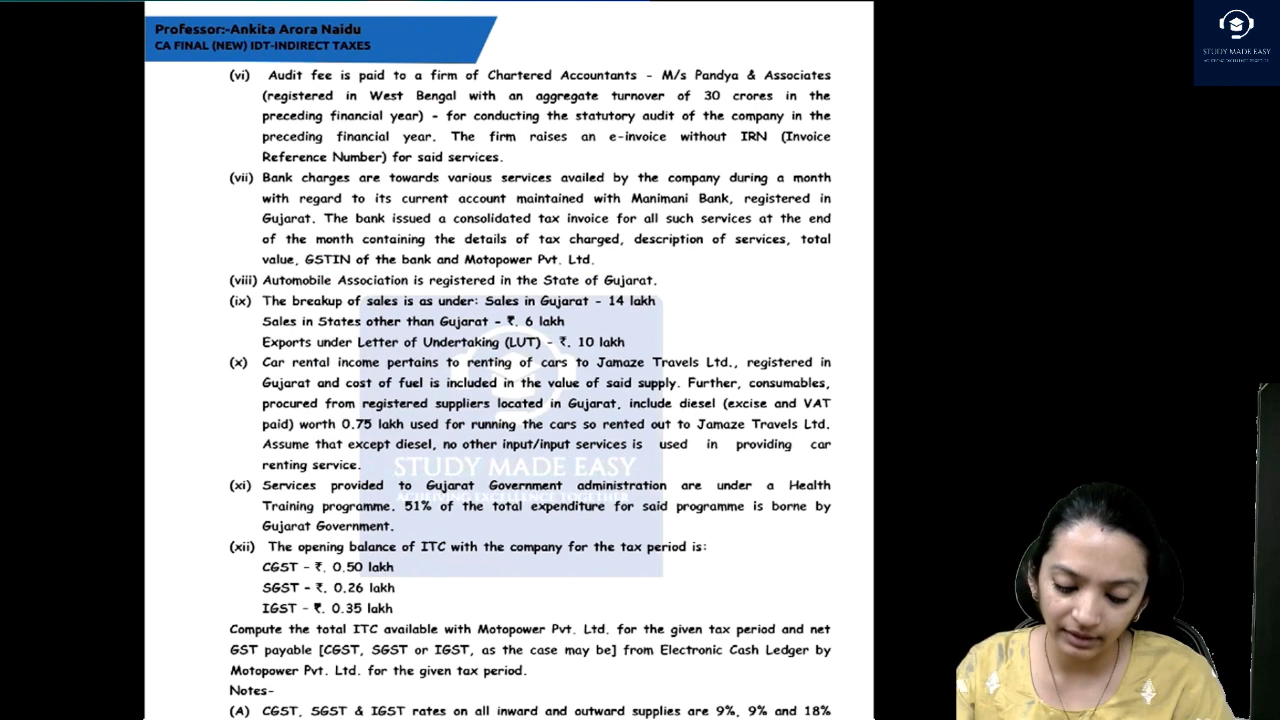 Professor:-Ankita Arora Naidu
CA FINAL (NEW) IDT-INDIRECT TAXES
STUDY MADE EASY
(vi) Audit fee is paid to a firm of Chartered Accountants - M/s Pandya & Associates
(registered in West Bengal with an aggregate turnover of 30 crores in the
preceding financial year) - for conducting the statutory audit of the company in the
preceding financial year. The firm raises an e-invoice without IRN (Invoice
Reference Number) for said services.
(vii) Bank charges are towards various services availed by the company during a month
with regard to its current account maintained with Manimani Bank, registered in
Gujarat. The bank issued a consolidated tax invoice for all such services at the end
of the month containing the details of tax charged, description of services, total
value, GSTIN of the bank and Motopower Pvt. Ltd.
(viii) Automobile Association is registered in the State of Gujarat.
(ix) The breakup of sales is as under: Sales in Gujarat - 14 lakh
Sales in States other than Gujarat - ₹. 6 lakh
Exports under Letter of Undertaking (LUT) - ₹. 10 lakh
(x) Car rental income pertains to renting of cars to Jamaze Travels Ltd., registered in
Gujarat and cost of fuel is included in the value of said supply. Further, consumables,
procured from registered suppliers located in Gujarat, include diesel (excise and VAT
paid) worth 0.75 lakh used for running the cars so rented out to Jamaze Travels Ltd.
Assume that except diesel, no other input/input services is used in providing car
renting service.
STUDY MADE EASY
ACHEIVING EXCELLENCE TOGETHER
(xi) Services provided to Gujarat Government administration are under a Health
Training programme. 51% of the total expenditure for said programme is borne by
Gujarat Government.
(xii) The opening balance of ITC with the company for the tax period is:
CGST - ₹. 0.50 lakh
SGST - ₹. 0.26 lakh
IGST - ₹. 0.35 lakh
Compute the total ITC available with Motopower Pvt. Ltd. for the given tax period and net
GST payable [CGST, SGST or IGST, as the case may be] from Electronic Cash Ledger by
Motopower Pvt. Ltd. for the given tax period.
Notes-
(A) CGST, SGST & IGST rates on all inward and outward supplies are 9%, 9% and 18%